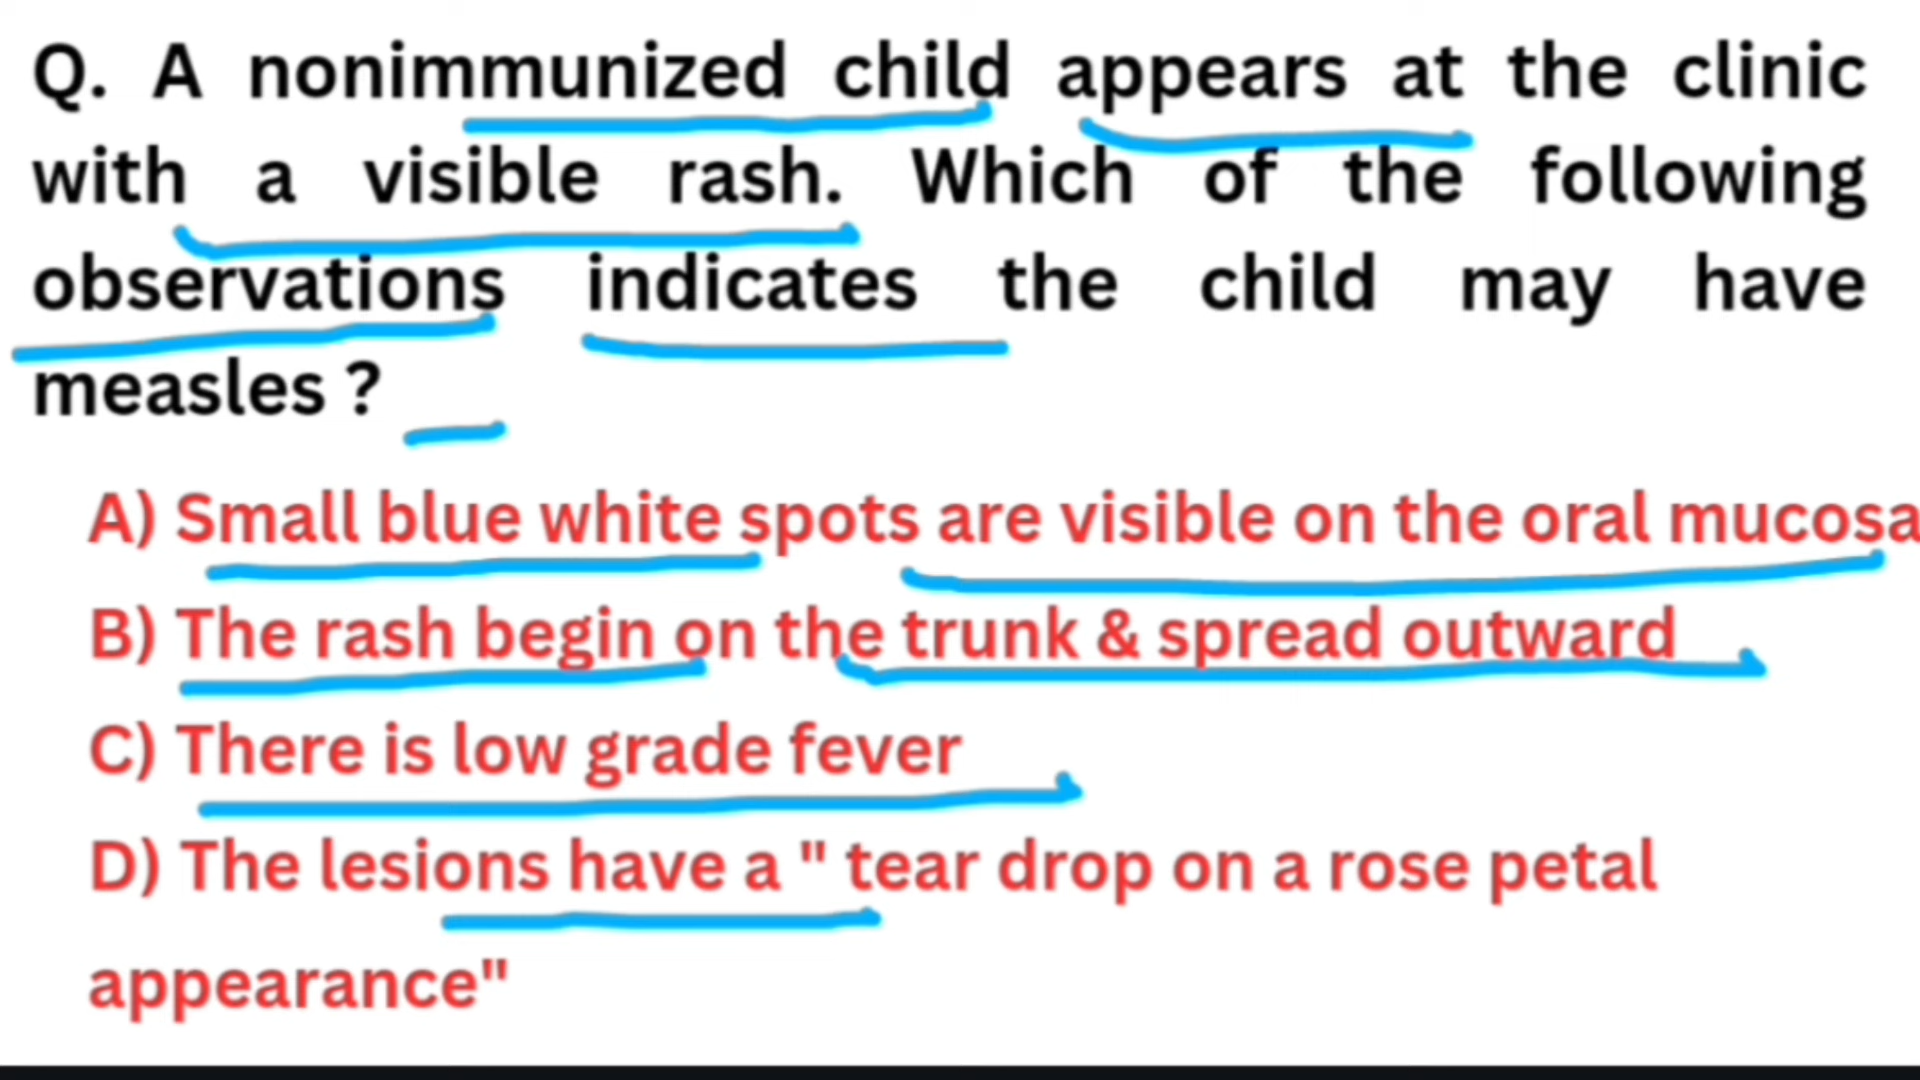 Q. A nonimmunized child appears at the clinic
with a visible rash. Which of the following
observations indicates the child may have
measles ?
A) Small blue white spots are visible on the oral mucosa
B) The rash begin on the trunk & spread outward
C) There is low grade fever
D) The lesions have a " tear drop on a rose petal
appearance"